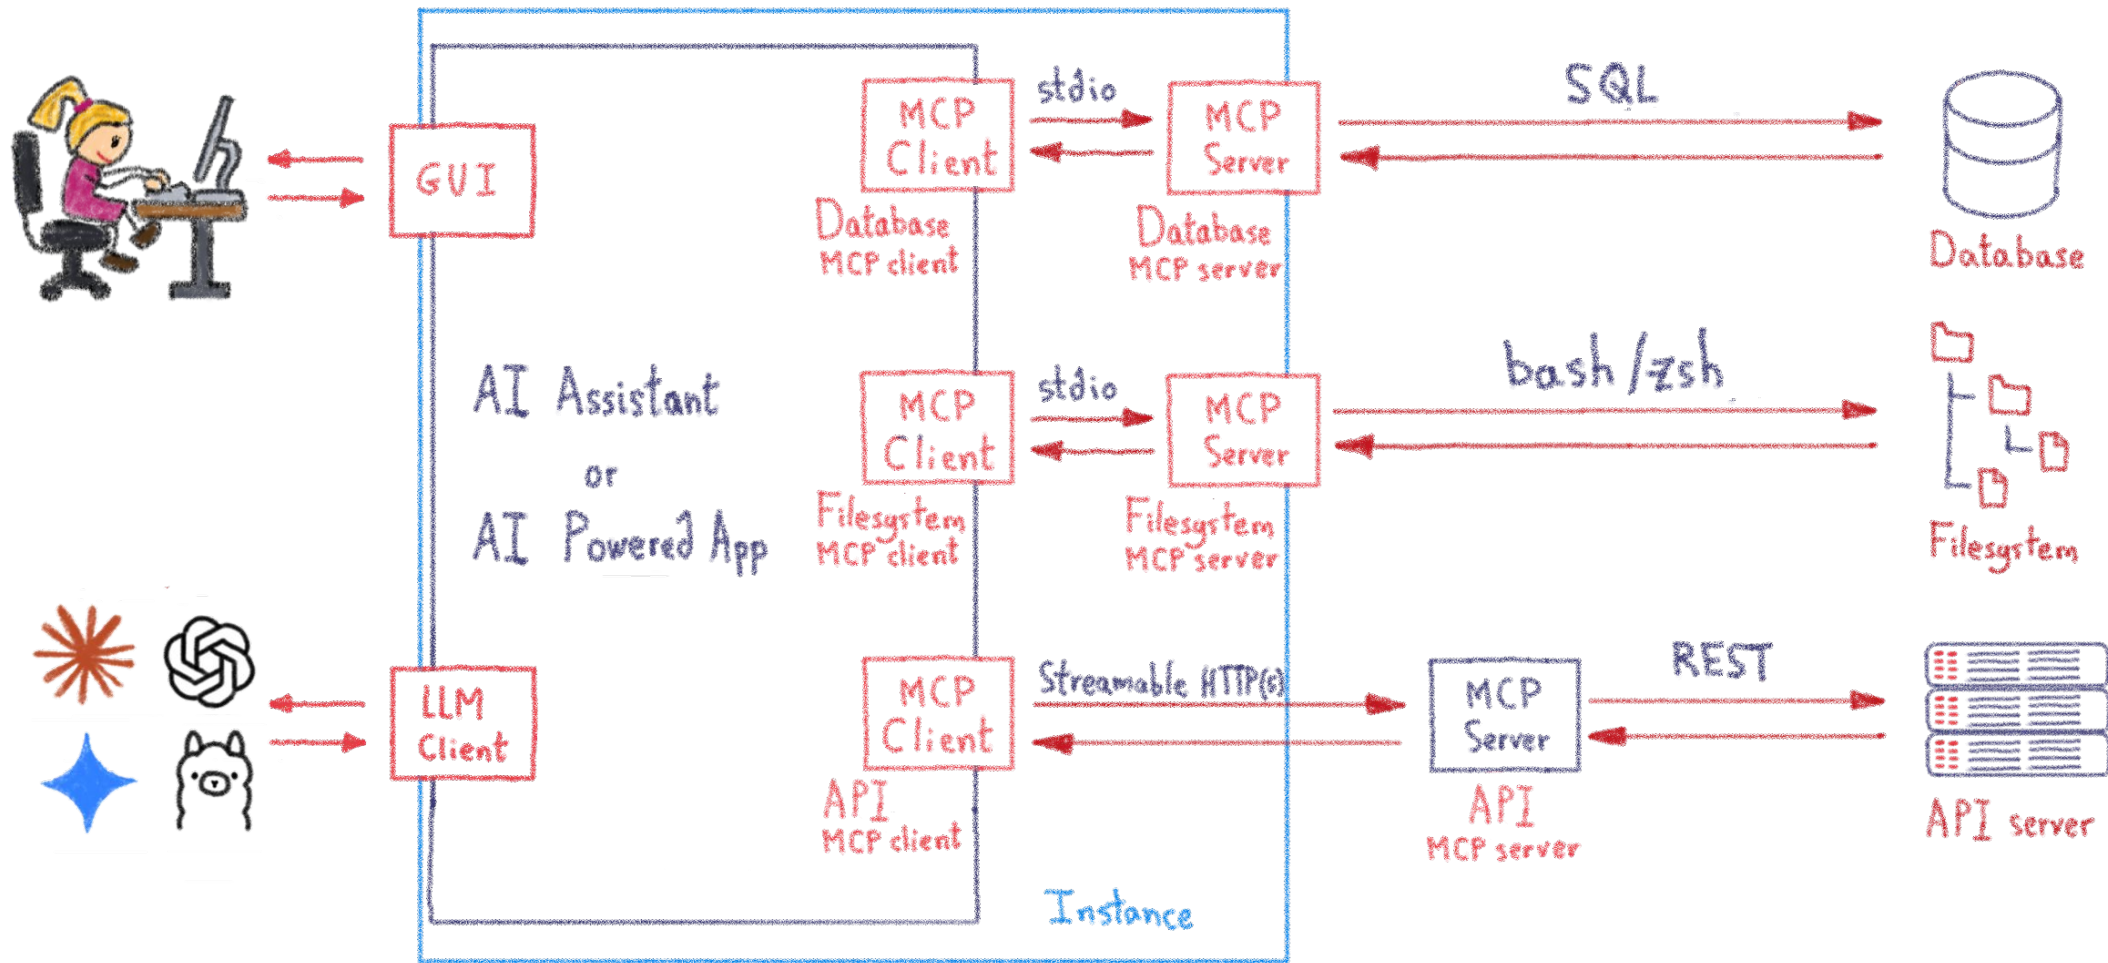 GUI
AI Assistant
or
AI Powered App
LLM
Client
MCP
Client
Database
MCP client
stdio
MCP
Server
Database
MCP server
SQL
Database
MCP
Client
Filesystem
MCP client
stdio
MCP
Server
Filesystem
MCP server
bash/zsh
Filesystem
MCP
Client
API
MCP client
Streamable HTTP(s)
MCP
Server
API
MCP server
REST
API server
Instance